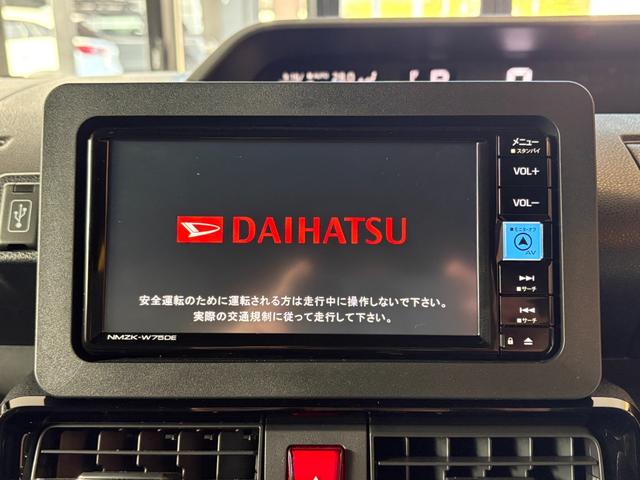 メニュー
■スタンバイ
VOL+
VOL−
DAIHATSU
AV
■サーチ
安全運転のために運転される方は走行中に操作しないで下さい。
実際の交通規制に従って走行して下さい。
■サーチ
NMZK-W75DE